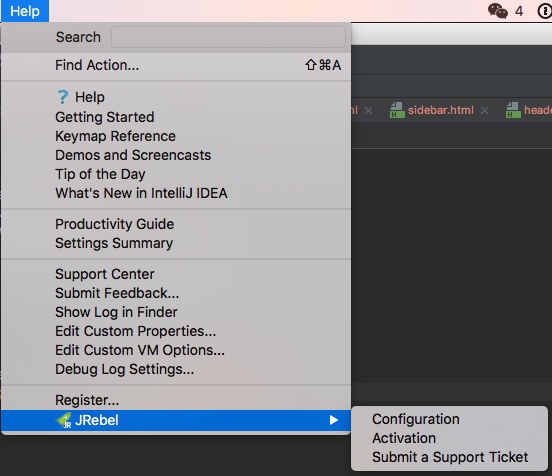 Help
4
Search
Find Action... ⇧⌘A
? Help
Getting Started
Keymap Reference
Demos and Screencasts
Tip of the Day
What's New in IntelliJ IDEA
Productivity Guide
Settings Summary
Support Center
Submit Feedback...
Show Log in Finder
Edit Custom Properties...
Edit Custom VM Options...
Debug Log Settings...
Register...
JR JRebel
Configuration
Activation
Submit a Support Ticket
H sidebar.html
H